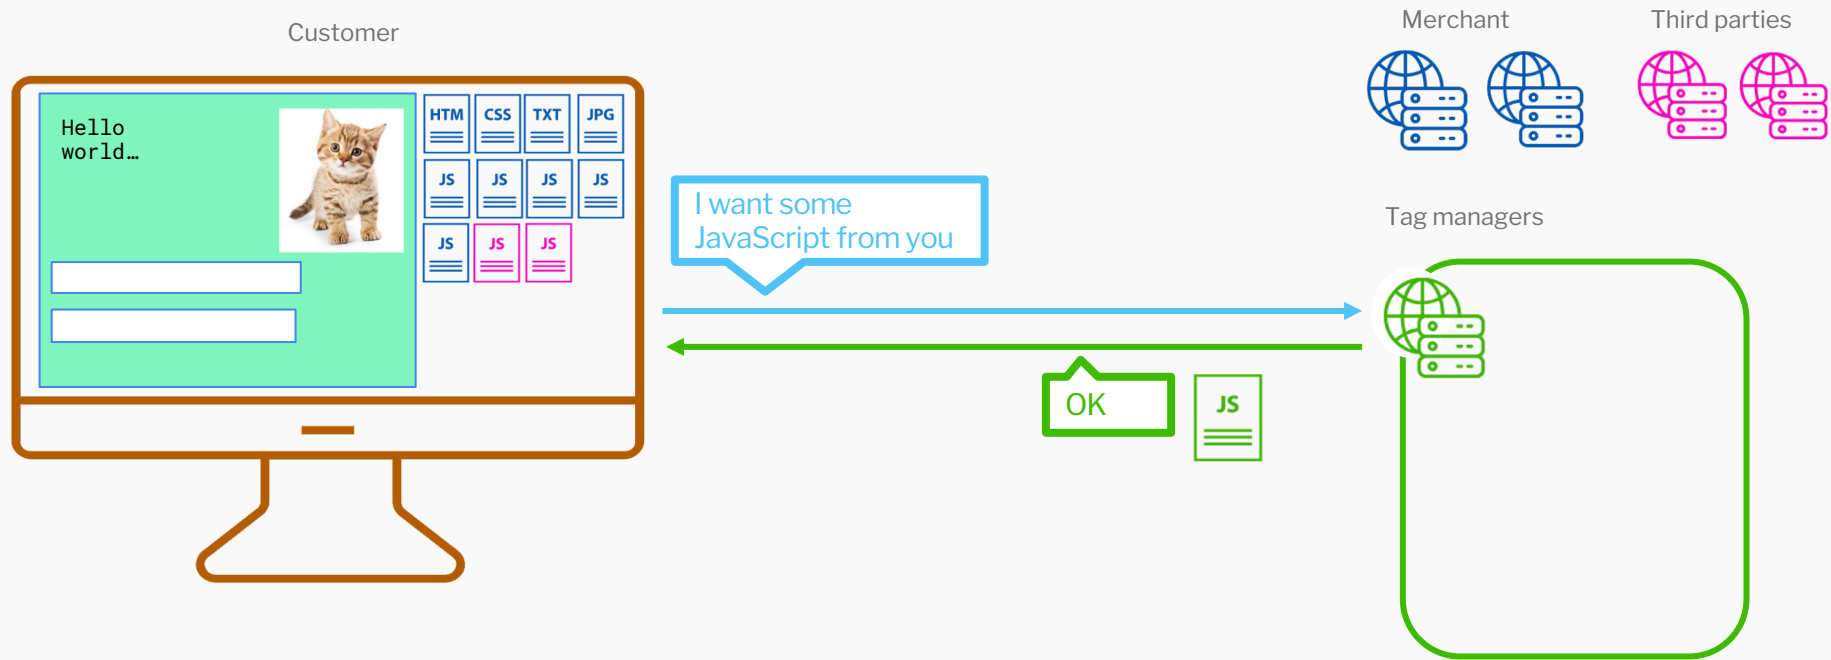 Customer
Merchant
Third parties
Hello
world…
HTM
CSS
TXT
JPG
JS
JS
JS
JS
JS
JS
JS
I want some
JavaScript from you
Tag managers
OK
JS